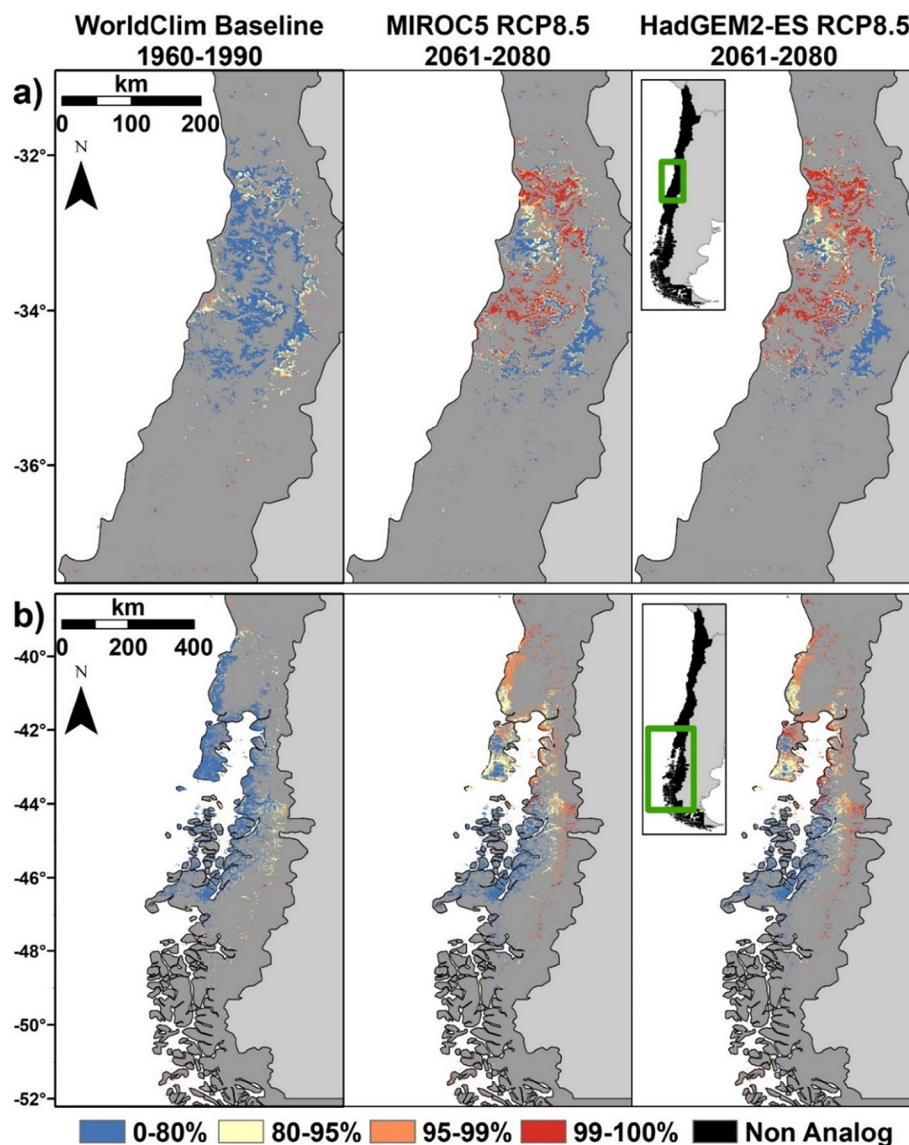 WorldClim Baseline
1960-1990
MIROC5 RCP8.5
2061-2080
HadGEM2-ES RCP8.5
2061-2080
a)
km
0 100 200
N
-32°
-34°
-36°
b)
km
0 200 400
N
-40°
-42°
-44°
-46°
-48°
-50°
-52°
0-80% 80-95% 95-99% 99-100% Non Analog